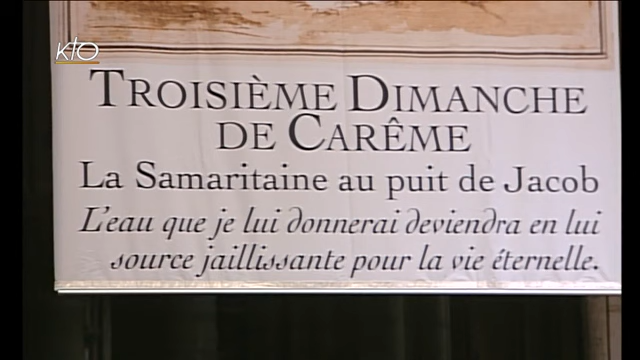 KTO
TROISIÈME DIMANCHE
DE CARÊME
La Samaritaine au puit de Jacob
L'eau que je lui donnerai deviendra en lui
source jaillissante pour la vie éternelle.